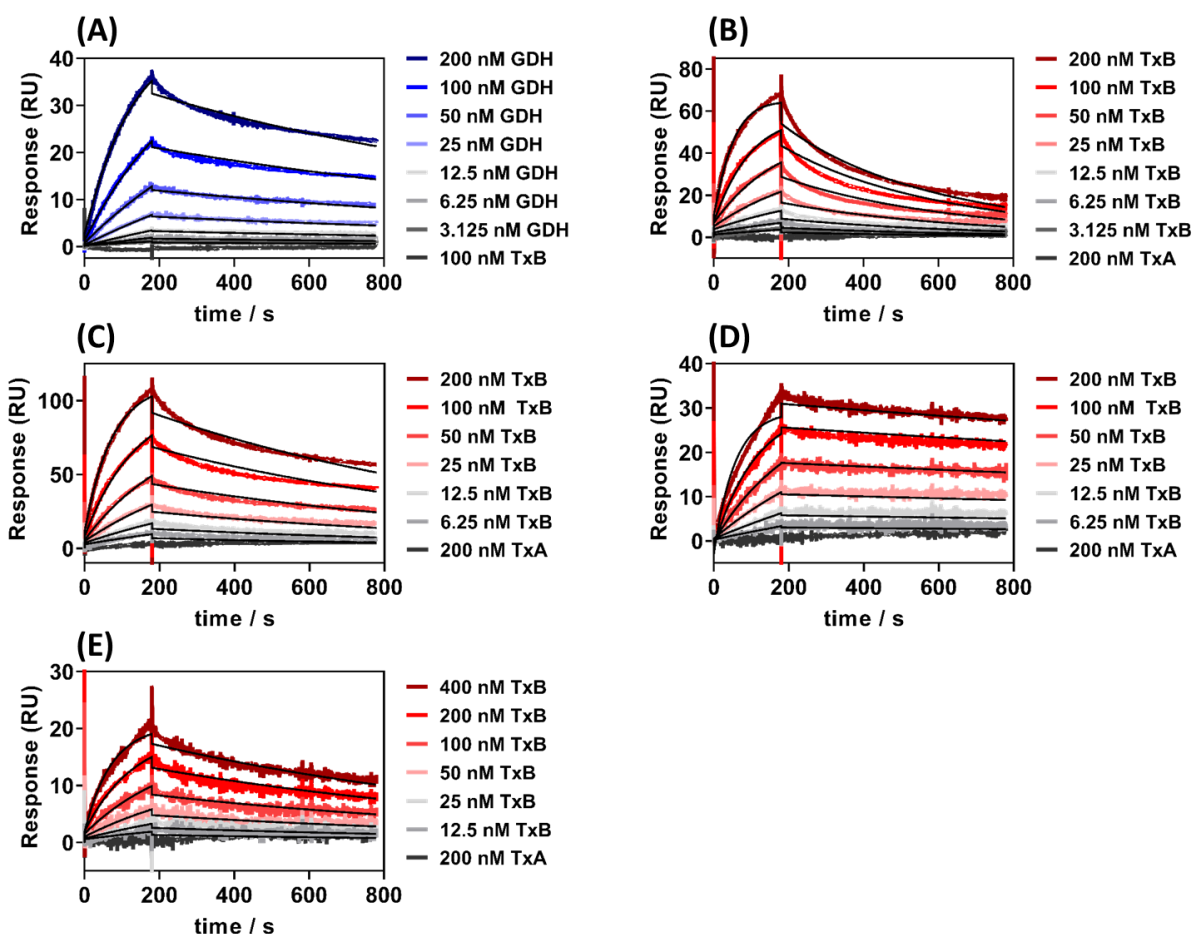 (A)
Response (RU)
40
30
20
10
0
0 200 400 600 800
time / s
200 nM GDH
100 nM GDH
50 nM GDH
25 nM GDH
12.5 nM GDH
6.25 nM GDH
3.125 nM GDH
100 nM TxB
(B)
Response (RU)
80
60
40
20
0
0 200 400 600 800
time / s
200 nM TxB
100 nM TxB
50 nM TxB
25 nM TxB
12.5 nM TxB
6.25 nM TxB
3.125 nM TxB
200 nM TxA
(C)
Response (RU)
100
50
0
0 200 400 600 800
time / s
200 nM TxB
100 nM TxB
50 nM TxB
25 nM TxB
12.5 nM TxB
6.25 nM TxB
200 nM TxA
(D)
Response (RU)
40
30
20
10
0
0 200 400 600 800
time / s
200 nM TxB
100 nM TxB
50 nM TxB
25 nM TxB
12.5 nM TxB
6.25 nM TxB
200 nM TxA
(E)
Response (RU)
30
20
10
0
0 200 400 600 800
time / s
400 nM TxB
200 nM TxB
100 nM TxB
50 nM TxB
25 nM TxB
12.5 nM TxB
200 nM TxA